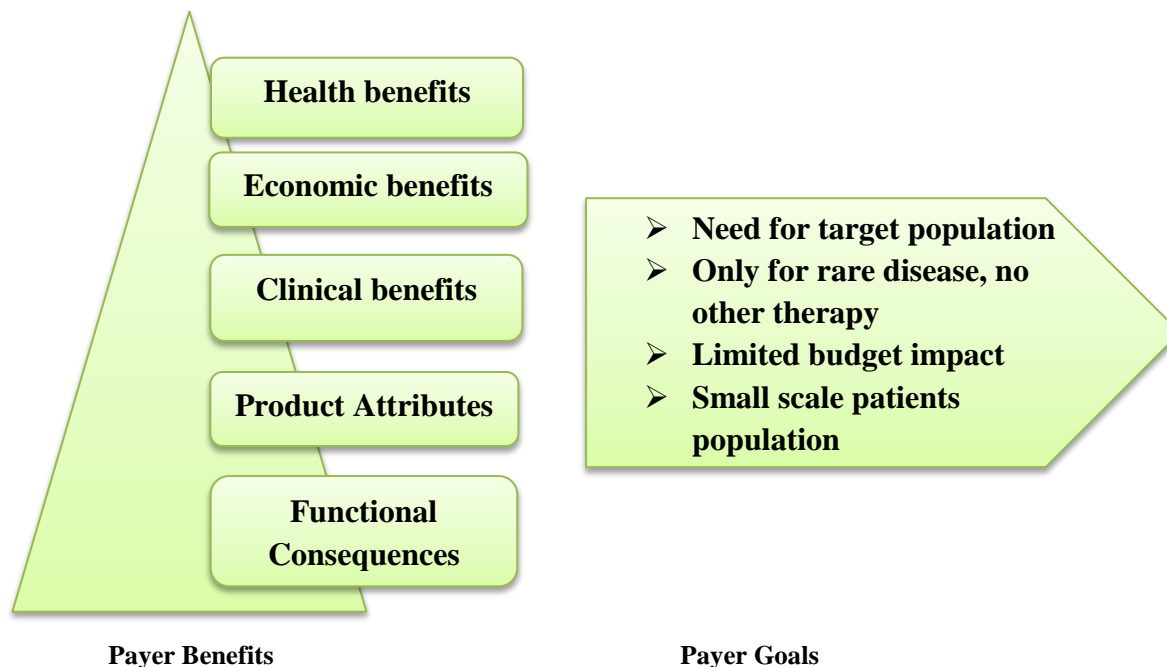 Health benefits
Economic benefits
Clinical benefits
Product Attributes
Functional
Consequences
➢ Need for target population
➢ Only for rare disease, no
other therapy
➢ Limited budget impact
➢ Small scale patients
population
Payer Benefits
Payer Goals